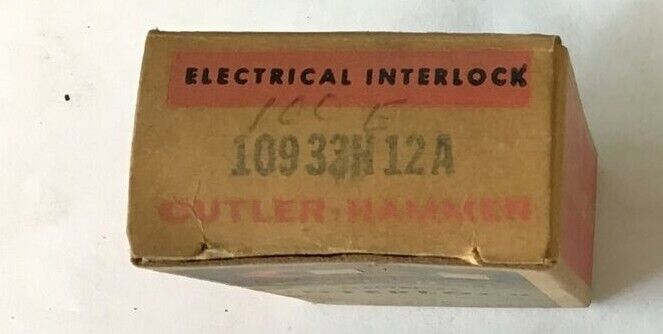 ELECTRICAL INTERLOCK
10933H12A
CUTLER-HAMMER